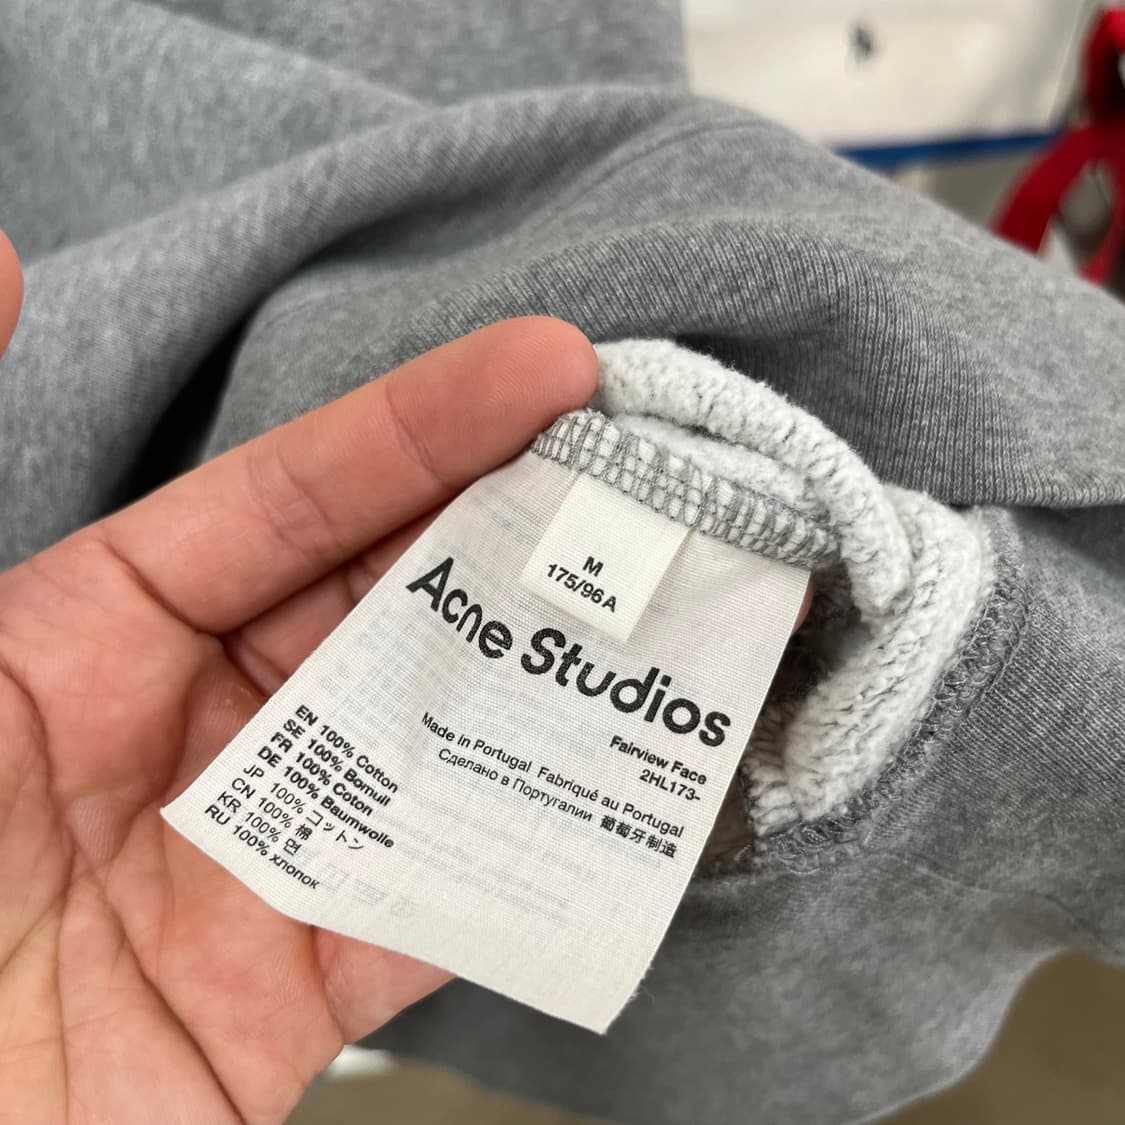 M
175/96A
Acne Studios
Fairview Face
2HL173-
Made in Portugal Fabriqué au Portugal
Сделано в Португалии 葡萄牙制造
EN 100% Cotton
SE 100% Bomull
FR 100% Coton
DE 100% Baumwolle
JP 100% コットン
CN 100% 棉
KR 100% 면
RU 100% хлопок